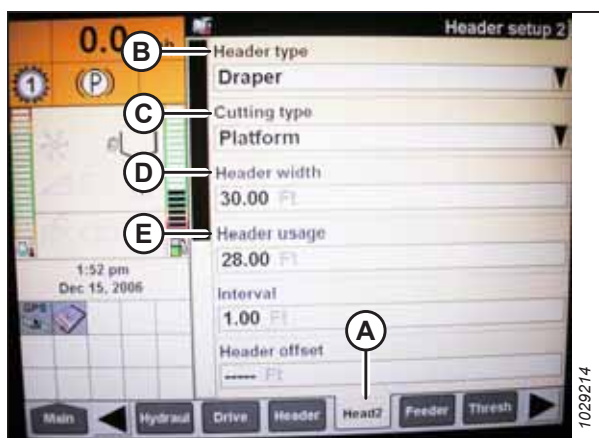 Header setup 2
0.0
B
Header type
Draper
1
(P)
C
Cutting type
Platform
D
Header width
30.00 Ft
E
Header usage
28.00 Ft
1:52 pm
Dec 15, 2006
Interval
1.00 Ft
GPS
A
Header offset
----- Ft
Main
Hydraul
Drive
Header
Head2
Feeder
Thresh
1029214